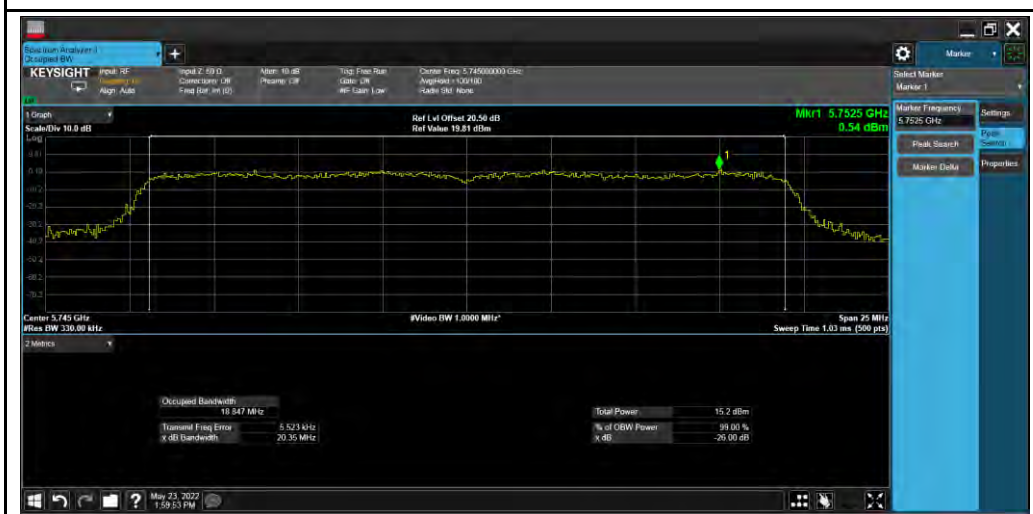 Spectrum Analyzer 1
Occupied BW
+
Marker
KEYSIGHT
Input: RF
Align: Auto
Input Z: 50 Ω
Corrections: Off
Freq Ref: Int (S)
Atten: 10 dB
Preamp: Off
Trig: Free Run
Gate: Off
#IF Gain: Low
Center Freq: 5.745000000 GHz
Avg|Hold: >100/100
Radio Std: None
Select Marker
Marker 1
Marker Frequency
5.7525 GHz
Peak Search
Marker Delta
Settings
Peak
Search
Properties
1 Graph
Scale/Div 10.0 dB
Log
Ref Lvl Offset 20.50 dB
Ref Value 19.81 dBm
Mkr1 5.7525 GHz
0.54 dBm
1
Center 5.745 GHz
#Res BW 330.00 kHz
#Video BW 1.0000 MHz*
Span 25 MHz
Sweep Time 1.03 ms (500 pts)
2 Metrics
Occupied Bandwidth
18.847 MHz
Transmit Freq Error 5.523 kHz
x dB Bandwidth 20.35 MHz
Total Power 15.2 dBm
% of OBW Power 99.00 %
x dB -26.00 dB
?
May 23, 2022
1:59:53 PM